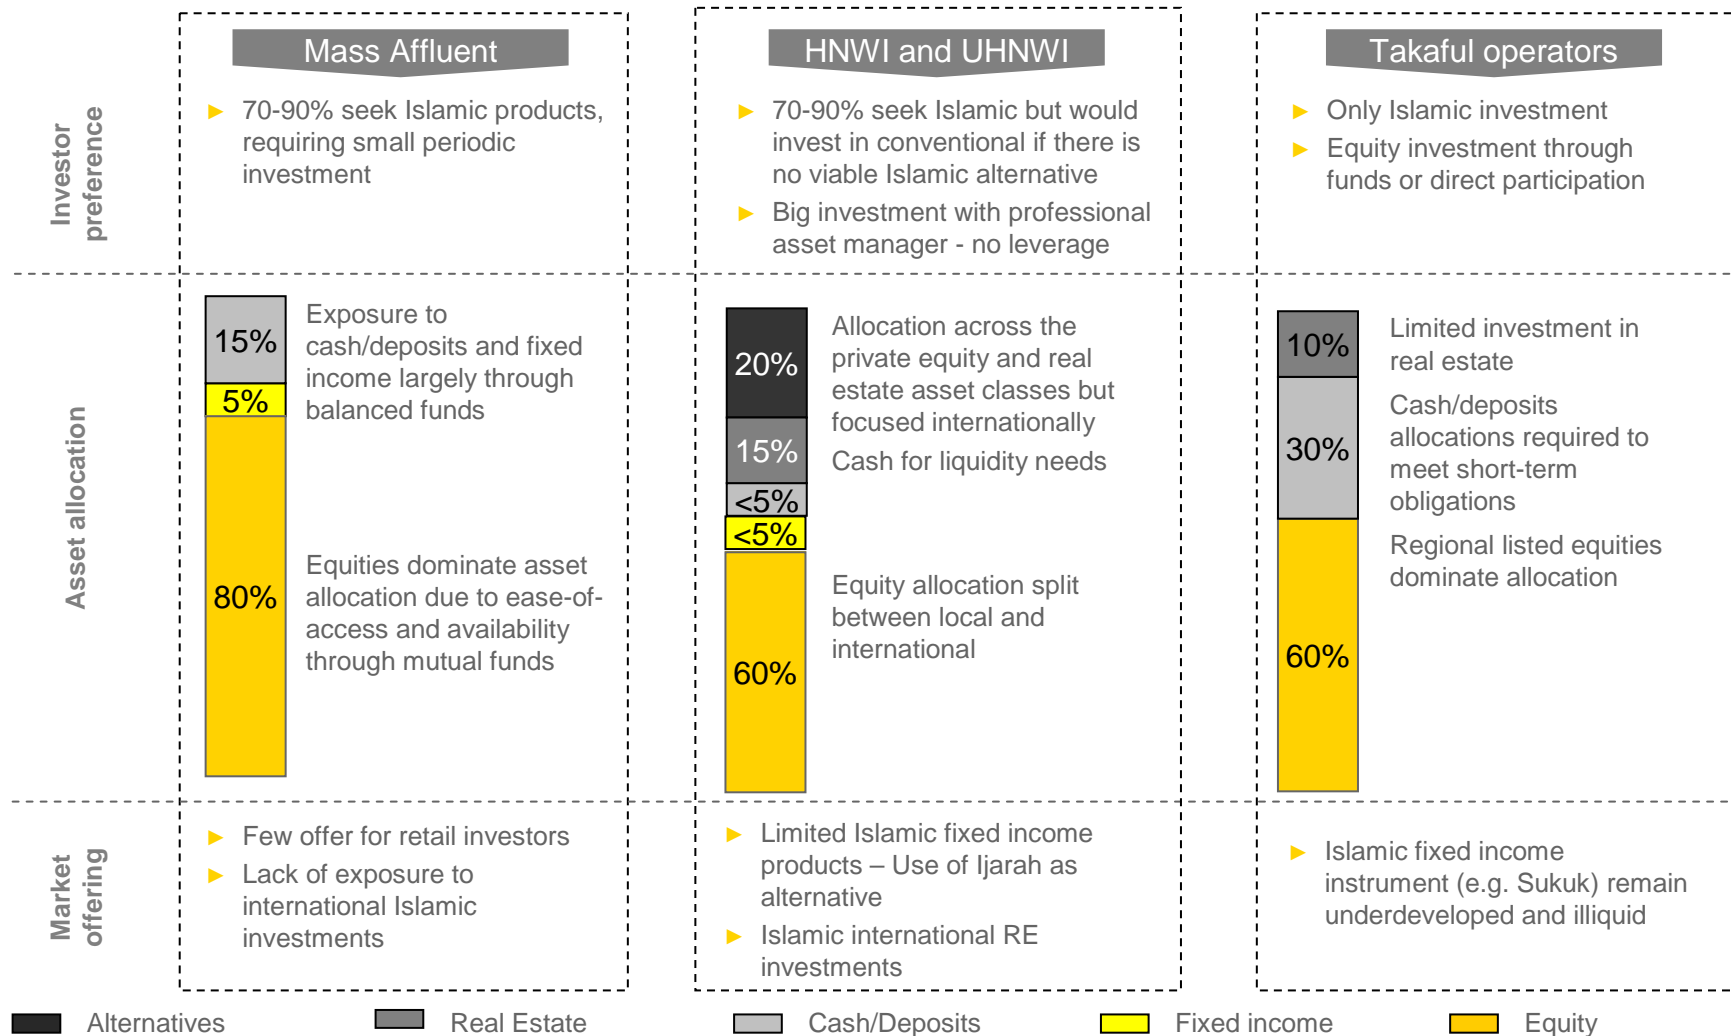 Mass Affluent
HNWI and UHNWI
Takaful operators
Investor
preference
► 70-90% seek Islamic products,
requiring small periodic
investment
► 70-90% seek Islamic but would
invest in conventional if there is
no viable Islamic alternative
► Big investment with professional
asset manager - no leverage
► Only Islamic investment
► Equity investment through
funds or direct participation
Asset allocation
15%
5%
80%
Exposure to
cash/deposits and fixed
income largely through
balanced funds
Equities dominate asset
allocation due to ease-of-
access and availability
through mutual funds
20%
15%
<5%
<5%
60%
Allocation across the
private equity and real
estate asset classes but
focused internationally
Cash for liquidity needs
Equity allocation split
between local and
international
10%
30%
60%
Limited investment in
real estate
Cash/deposits
allocations required to
meet short-term
obligations
Regional listed equities
dominate allocation
Market
offering
► Few offer for retail investors
► Lack of exposure to
international Islamic
investments
► Limited Islamic fixed income
products – Use of Ijarah as
alternative
► Islamic international RE
investments
► Islamic fixed income
instrument (e.g. Sukuk) remain
underdeveloped and illiquid
Alternatives
Real Estate
Cash/Deposits
Fixed income
Equity